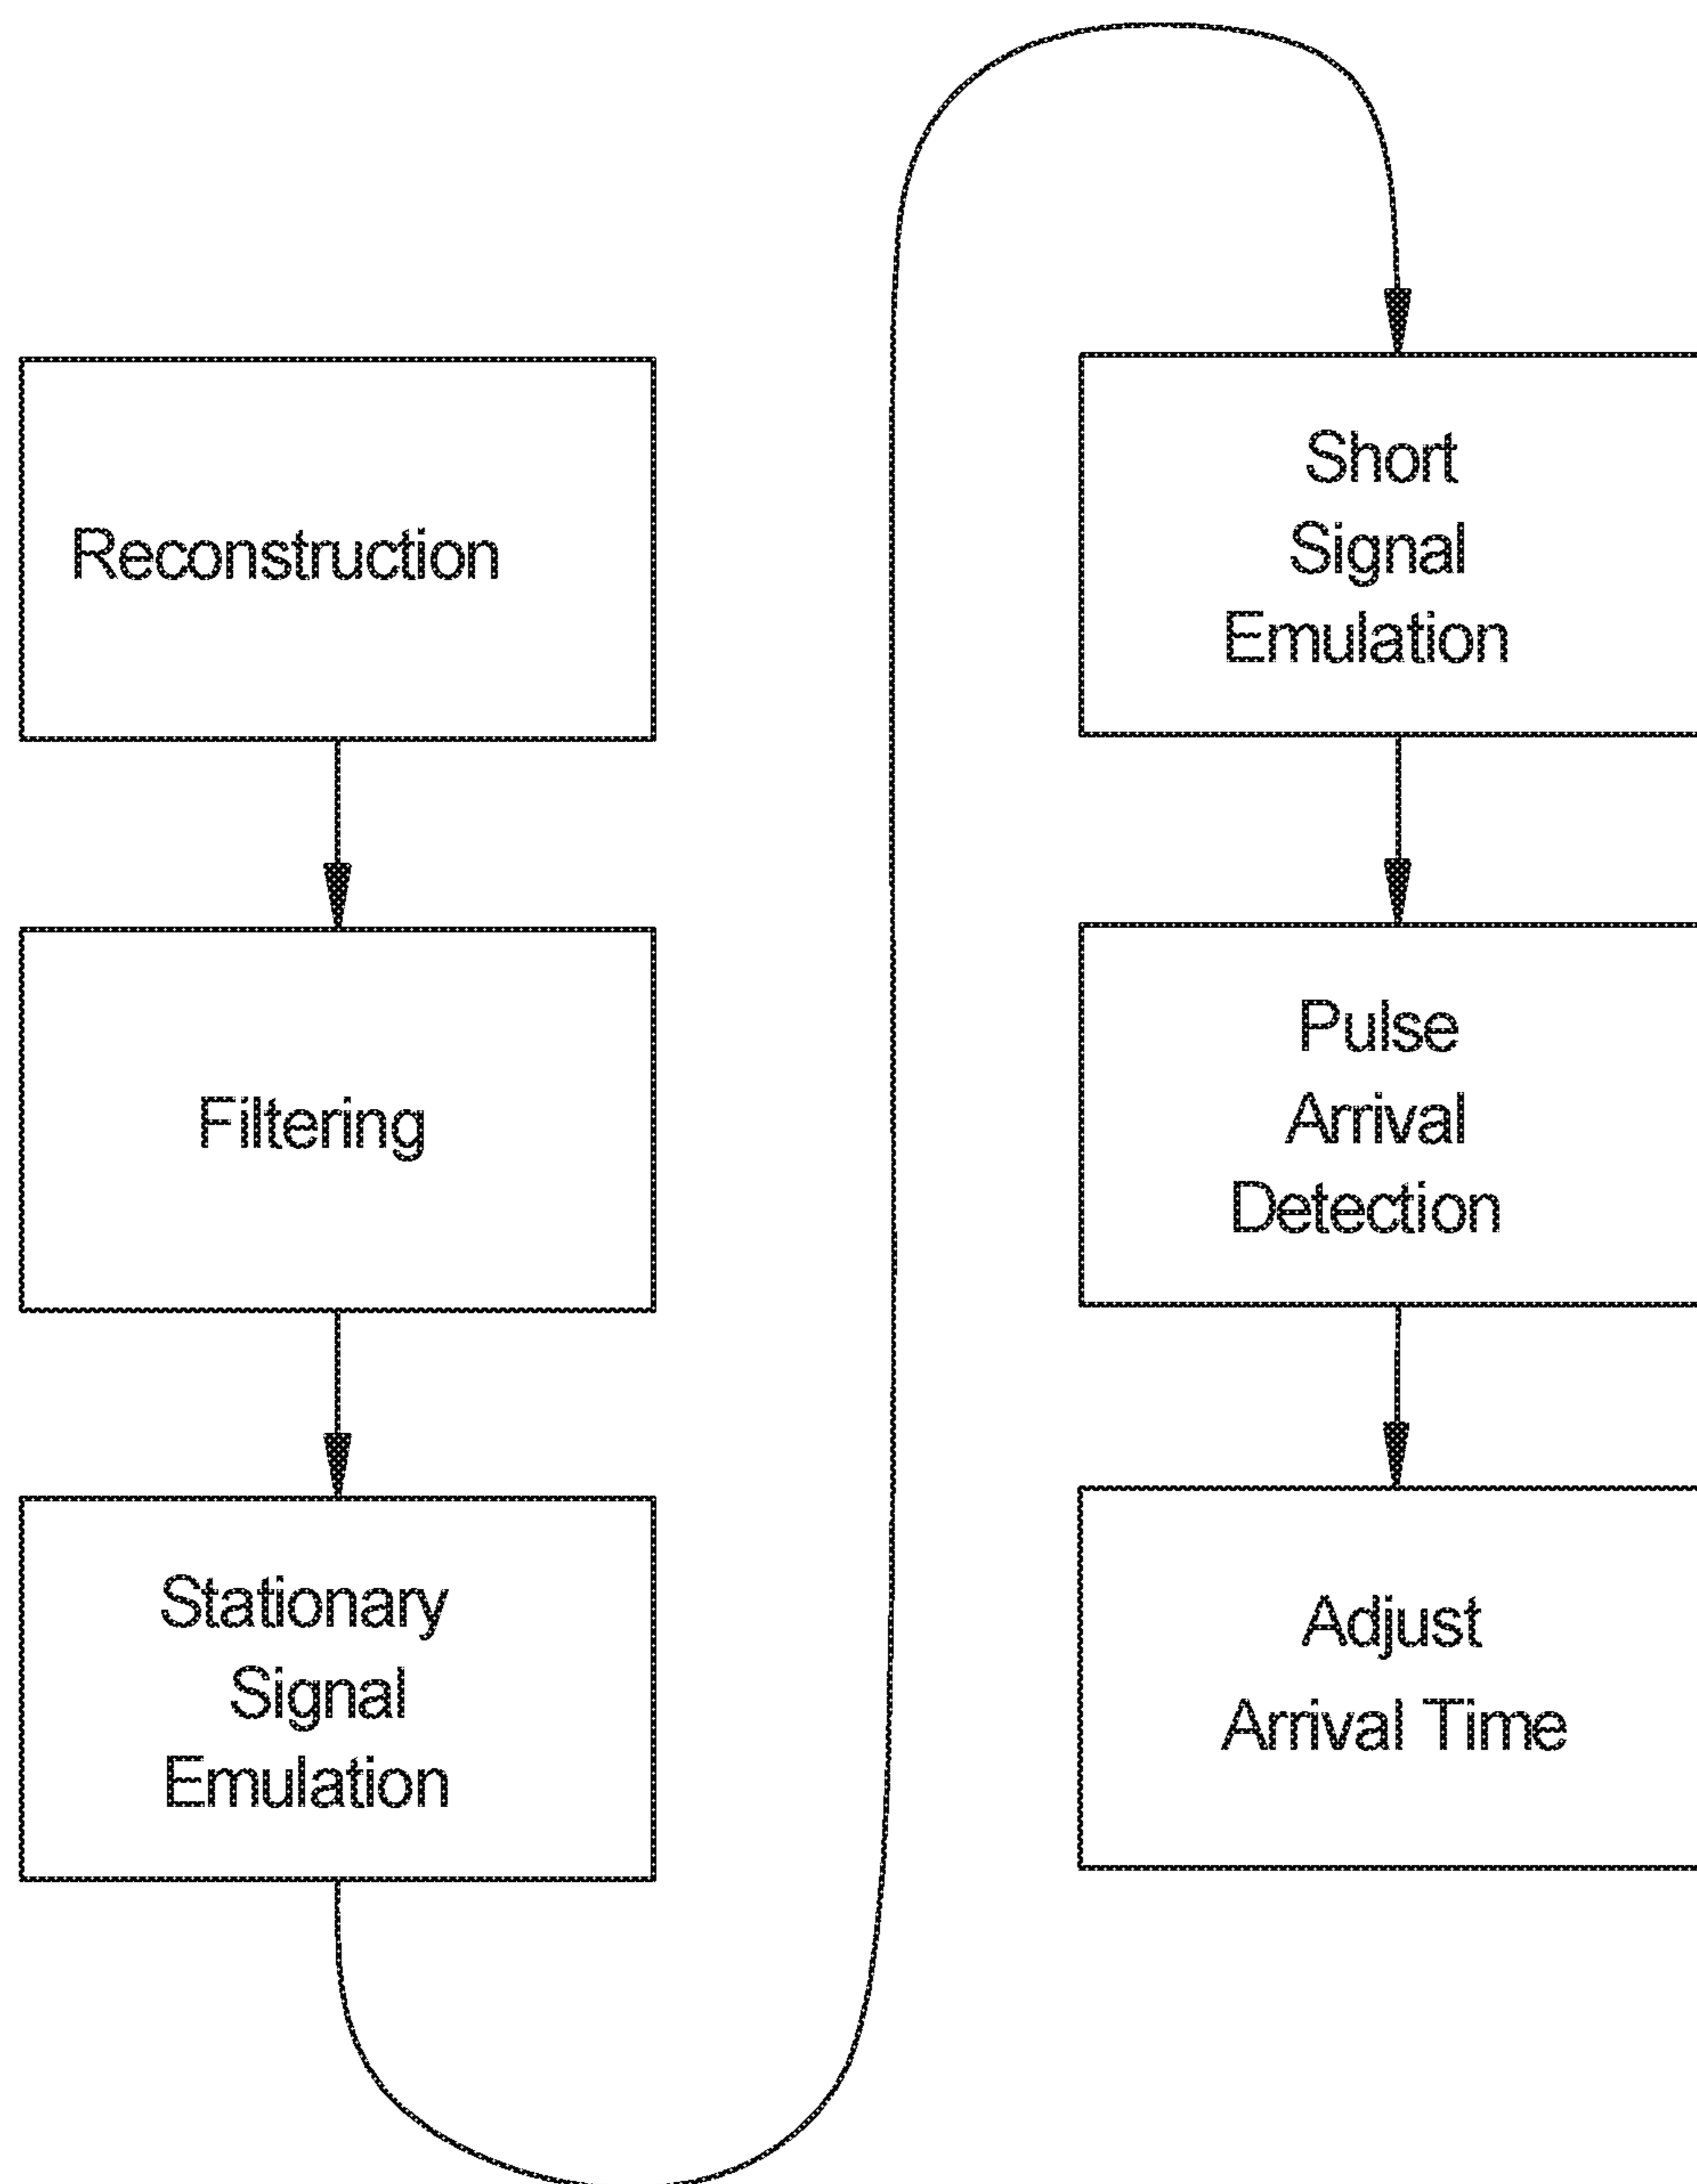 Reconstruction
Filtering
Stationary
Signal
Emulation
Short
Signal
Emulation
Pulse
Arrival
Detection
Adjust
Arrival Time